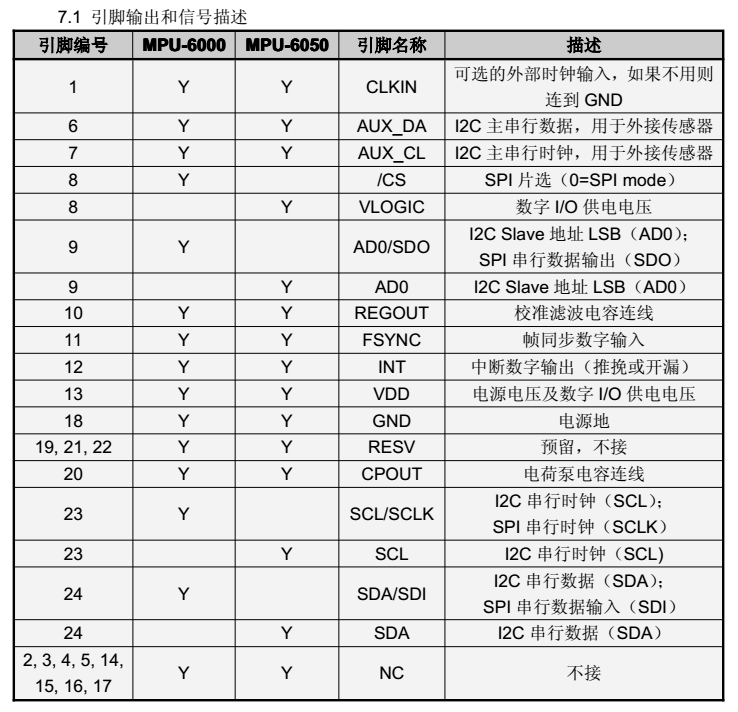 7.1 引脚输出和信号描述
引脚编号 MPU-6000 MPU-6050 引脚名称 描述
1 Y Y CLKIN 可选的外部时钟输入，如果不用则
连到 GND
6 Y Y AUX_DA I2C 主串行数据，用于外接传感器
7 Y Y AUX_CL I2C 主串行时钟，用于外接传感器
8 Y /CS SPI 片选（0=SPI mode）
8 Y VLOGIC 数字 I/O 供电电压
9 Y AD0/SDO I2C Slave 地址 LSB（AD0）；
SPI 串行数据输出（SDO）
9 Y AD0 I2C Slave 地址 LSB（AD0）
10 Y Y REGOUT 校准滤波电容连线
11 Y Y FSYNC 帧同步数字输入
12 Y Y INT 中断数字输出（推挽或开漏）
13 Y Y VDD 电源电压及数字 I/O 供电电压
18 Y Y GND 电源地
19, 21, 22 Y Y RESV 预留，不接
20 Y Y CPOUT 电荷泵电容连线
23 Y SCL/SCLK I2C 串行时钟（SCL）；
SPI 串行时钟（SCLK）
23 Y SCL I2C 串行时钟（SCL)
24 Y SDA/SDI I2C 串行数据（SDA）；
SPI 串行数据输入（SDI）
24 Y SDA I2C 串行数据（SDA）
2, 3, 4, 5, 14,
15, 16, 17 Y Y NC 不接